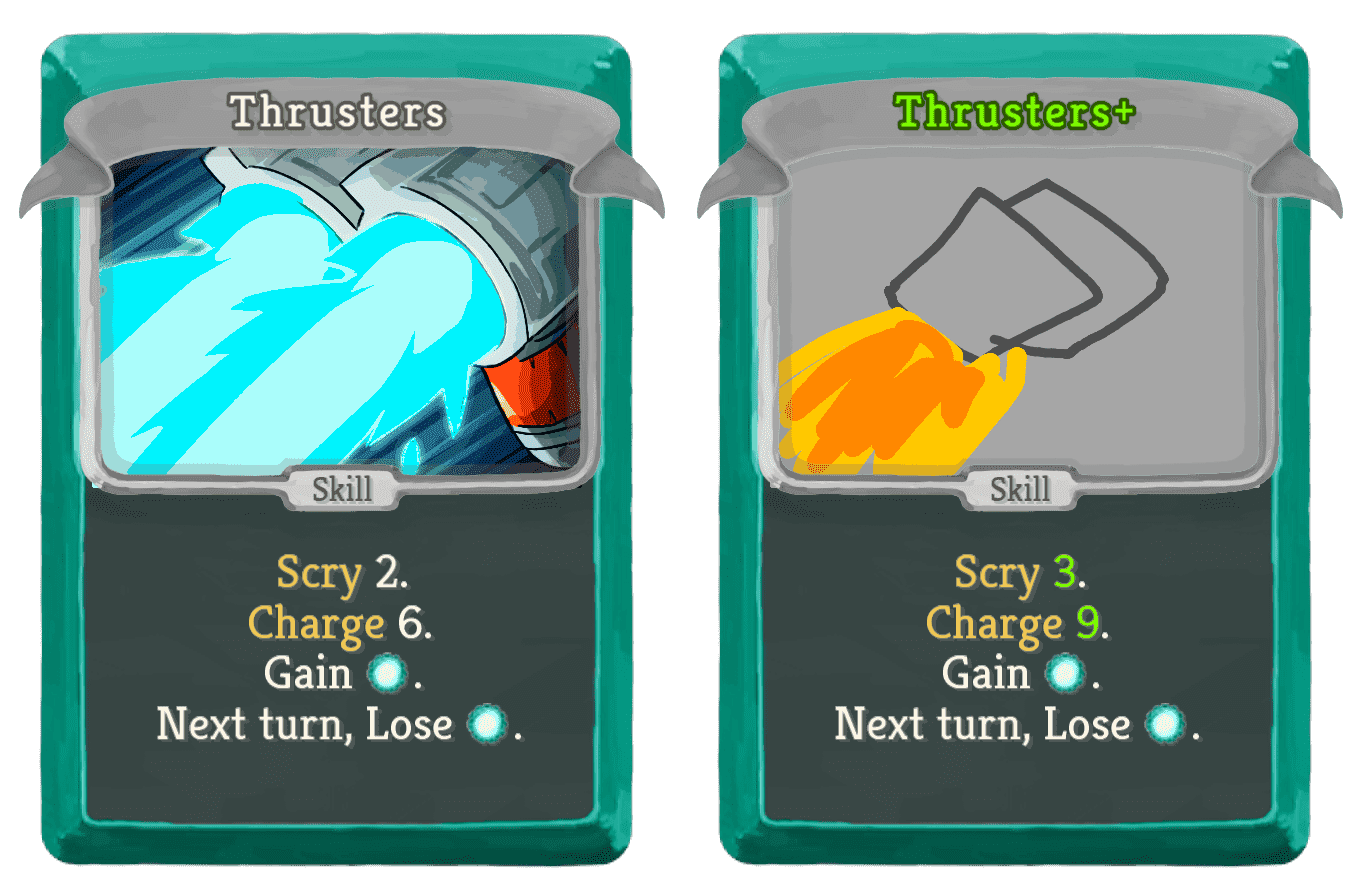 Thrusters
Skill
Scry 2.
Charge 6.
Gain .
Next turn, Lose .
Thrusters+
Skill
Scry 3.
Charge 9.
Gain .
Next turn, Lose .